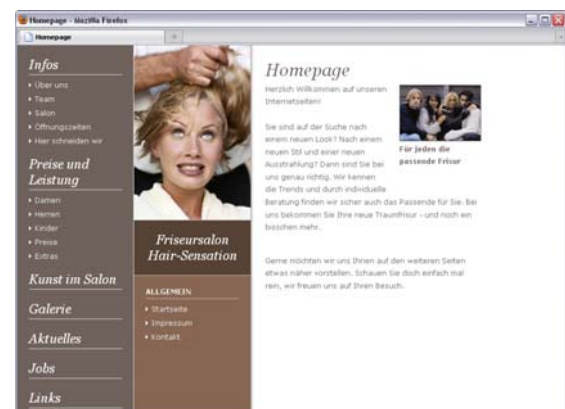 Homepage - Mozilla Firefox
Homepage
Infos
Über uns
Team
Salon
Öffnungszeiten
Hier schneiden wir
Preise und
Leistung
Damen
Herren
Kinder
Preise
Extras
Kunst im Salon
Galerie
Aktuelles
Jobs
Links
Friseursalon
Hair-Sensation
ALLGEMEIN
Startseite
Impressum
Kontakt
Homepage
Herzlich Willkommen auf unseren
Internetseiten!
Sie sind auf der Suche nach
einem neuen Look? Nach einem
neuen Stil und einer neuen
Ausstrahlung? Dann sind Sie bei
uns genau richtig. Wir kennen
die Trends und durch individuelle
Beratung finden wir sicher auch das Passende für Sie. Bei
uns bekommen Sie Ihre neue Traumfrisur - und noch ein
bisschen mehr.
Für jeden die
passende Frisur
Gerne möchten wir uns Ihnen auf den weiteren Seiten
etwas näher vorstellen. Schauen Sie doch einfach mal
rein, wir freuen uns auf Ihren Besuch.